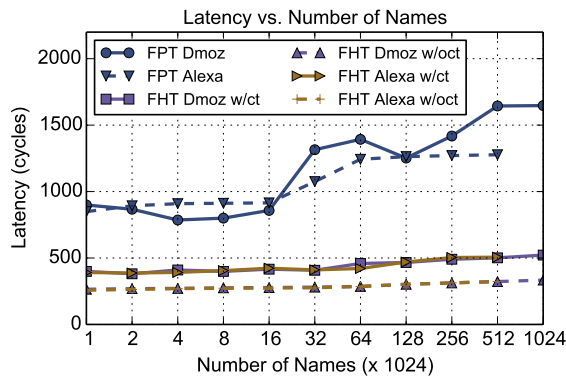 Latency vs. Number of Names
FPT Dmoz
FPT Alexa
FHT Dmoz w/ct
FHT Dmoz w/oct
FHT Alexa w/ct
FHT Alexa w/oct
Latency (cycles)
2000
1500
1000
500
0
1 2 4 8 16 32 64 128 256 512 1024
Number of Names (x 1024)